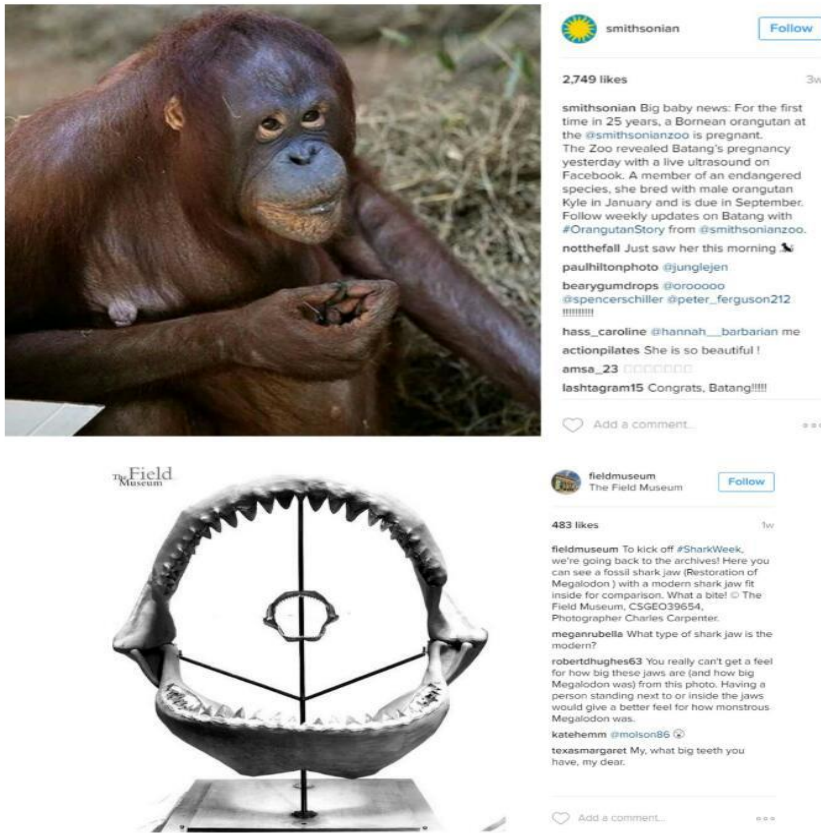 smithsonian
Follow
2,749 likes
3w
smithsonian Big baby news: For the first
time in 25 years, a Bornean orangutan at
the @smithsonianzoo is pregnant.
The Zoo revealed Batang's pregnancy
yesterday with a live ultrasound on
Facebook. A member of an endangered
species, she bred with male orangutan
Kyle in January and is due in September.
Follow weekly updates on Batang with
#OrangutanStory from @smithsonianzoo.
notthefall Just saw her this morning
paulhiltonphoto @junglejen
bearygumdrops @orooooo
@spencerschiller @peter_ferguson212
!!!!!!!!!!
hass_caroline @hannah__barbarian me
actionpilates She is so beautiful !
amsa_23
lashtagram15 Congrats, Batang!!!!!
Add a comment...
The Field
Museum
fieldmuseum
The Field Museum
Follow
483 likes
1w
fieldmuseum To kick off #SharkWeek,
we're going back to the archives! Here you
can see a fossil shark jaw (Restoration of
Megalodon ) with a modern shark jaw fit
inside for comparison. What a bite! © The
Field Museum, CSGEO39654,
Photographer Charles Carpenter.
meganrubella What type of shark jaw is the
modern?
robertdhughes63 You really can't get a feel
for how big these jaws are (and how big
Megalodon was) from this photo. Having a
person standing next to or inside the jaws
would give a better feel for how monstrous
Megalodon was.
katehemm @molson86
texasmargaret My, what big teeth you
have, my dear.
Add a comment...